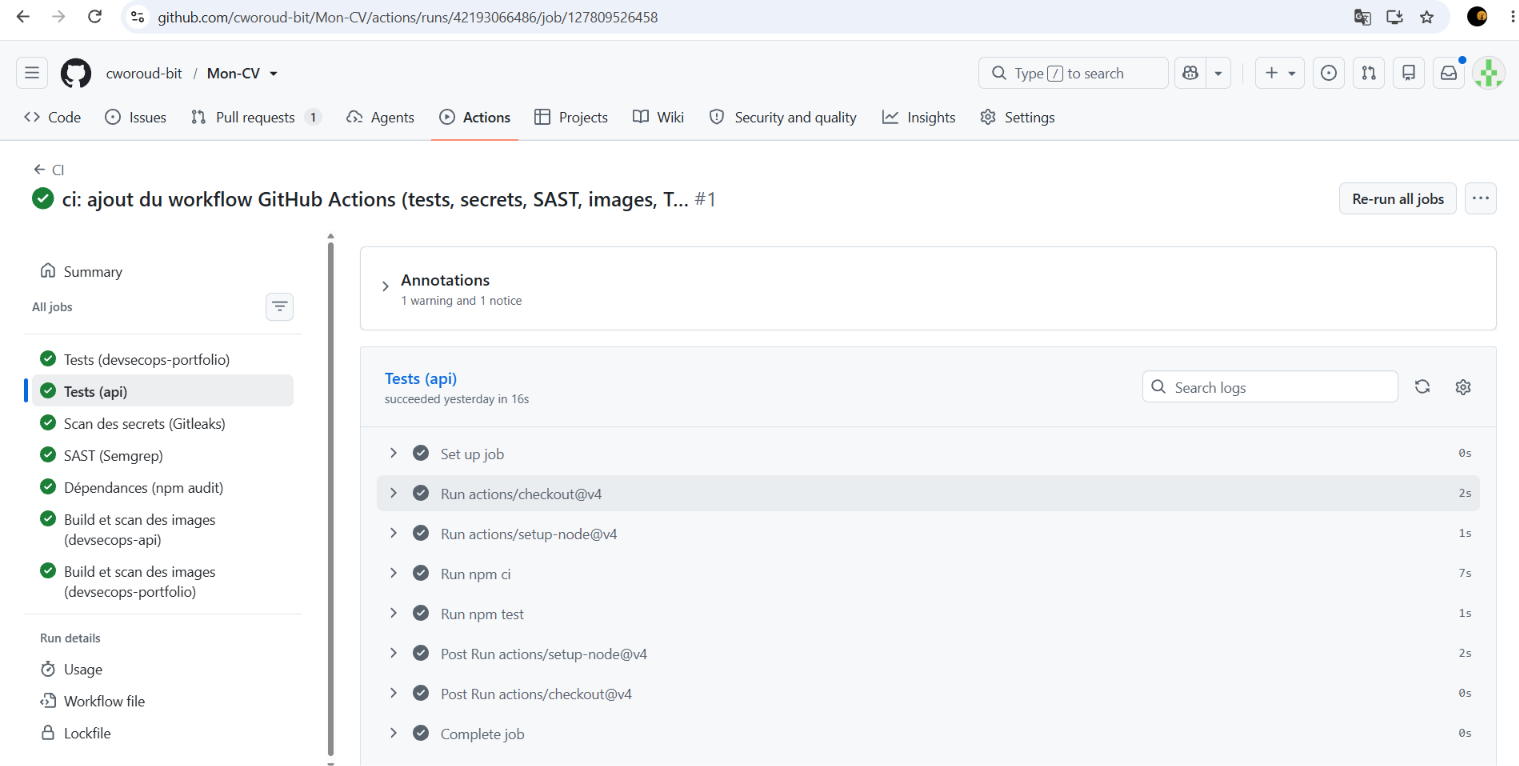 github.com/cworoud-bit/Mon-CV/actions/runs/42193066486/job/127809526458
cworoud-bit / Mon-CV
Type / to search
Code
Issues
Pull requests 1
Agents
Actions
Projects
Wiki
Security and quality
Insights
Settings
CI
ci: ajout du workflow GitHub Actions (tests, secrets, SAST, images, T... #1
Re-run all jobs
Summary
All jobs
Tests (devsecops-portfolio)
Tests (api)
Scan des secrets (Gitleaks)
SAST (Semgrep)
Dépendances (npm audit)
Build et scan des images
(devsecops-api)
Build et scan des images
(devsecops-portfolio)
Run details
Usage
Workflow file
Lockfile
Annotations
1 warning and 1 notice
Tests (api)
succeeded yesterday in 16s
Search logs
Set up job 0s
Run actions/checkout@v4 2s
Run actions/setup-node@v4 1s
Run npm ci 7s
Run npm test 1s
Post Run actions/setup-node@v4 2s
Post Run actions/checkout@v4 0s
Complete job 0s